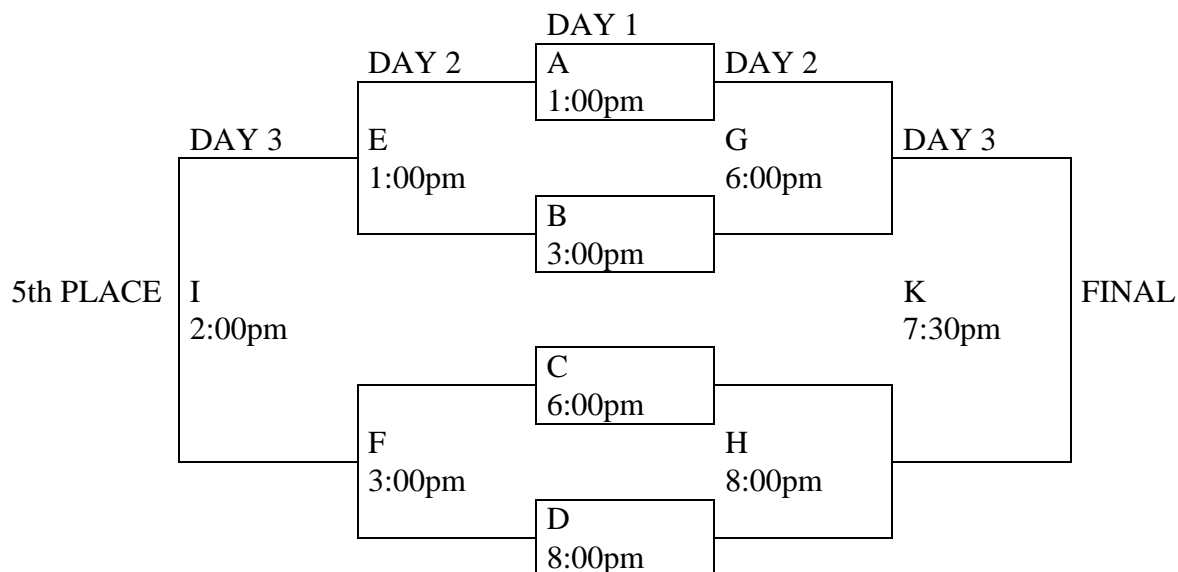 DAY 1
DAY 2
A
DAY 2
1:00pm
DAY 3
E
G
DAY 3
1:00pm
6:00pm
B
3:00pm
5th PLACE
I
K
FINAL
2:00pm
7:30pm
C
6:00pm
F
H
3:00pm
8:00pm
D
8:00pm